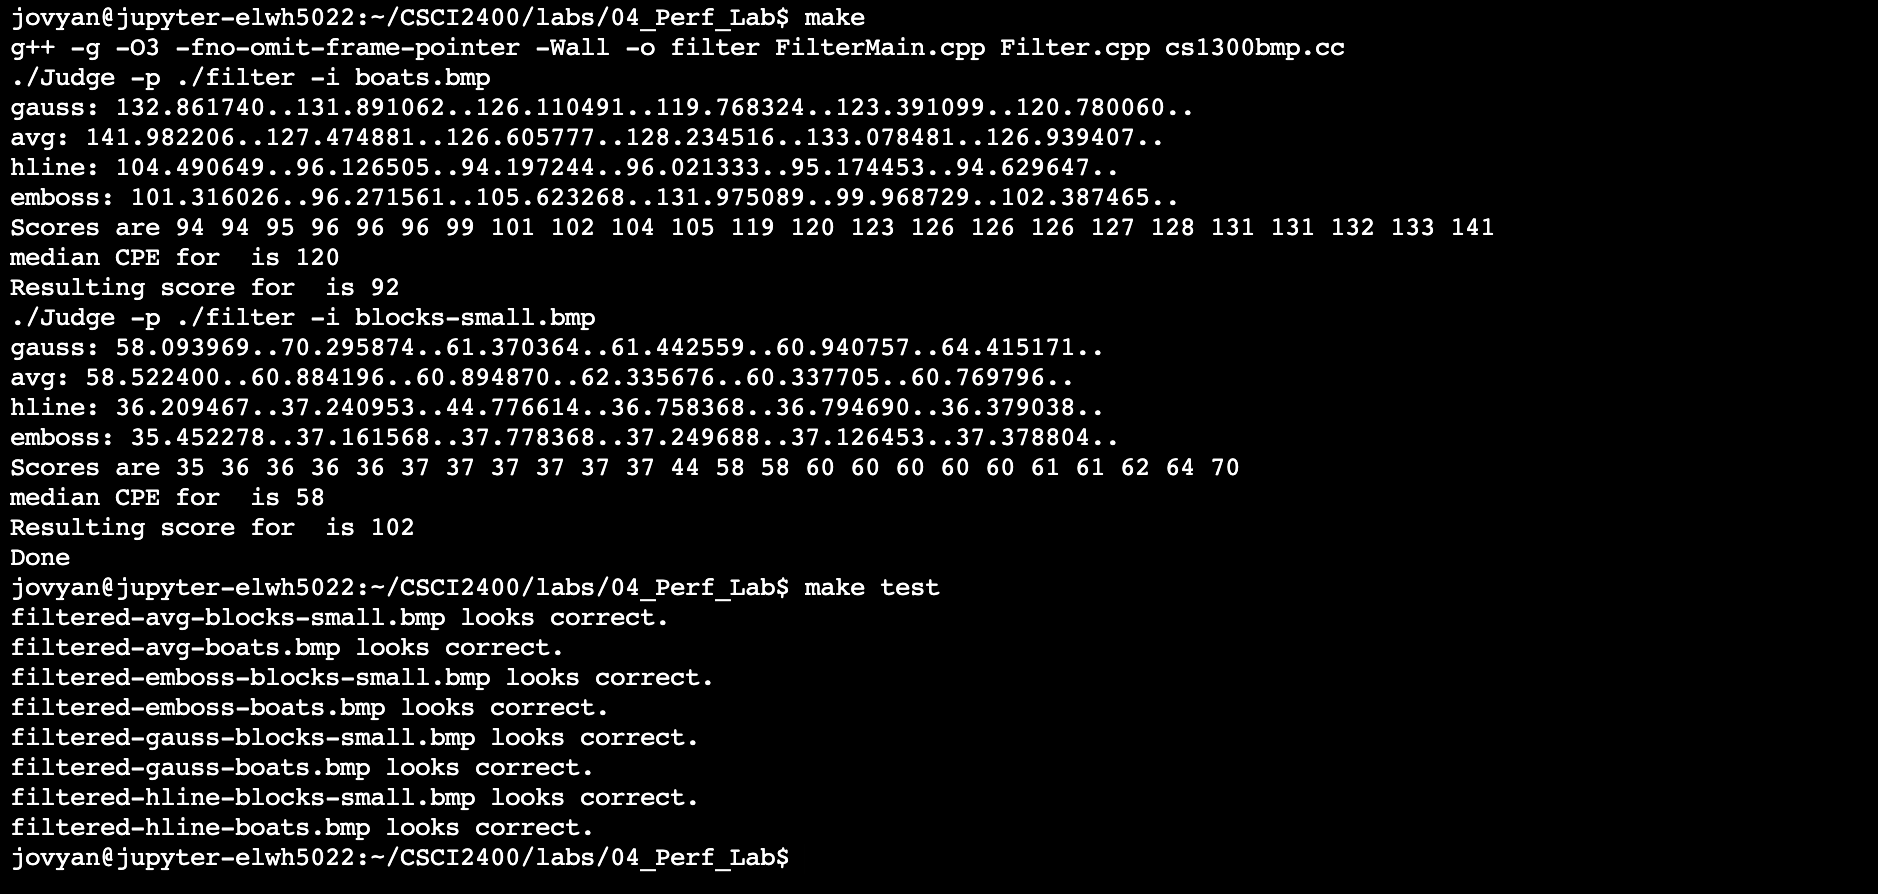 jovyan@jupyter-elwh5022:~/CSCI2400/labs/04_Perf_Lab$ make
g++ -g -O3 -fno-omit-frame-pointer -Wall -o filter FilterMain.cpp Filter.cpp cs1300bmp.cc
./Judge -p ./filter -i boats.bmp
gauss: 132.861740..131.891062..126.110491..119.768324..123.391099..120.780060..
avg: 141.982206..127.474881..126.605777..128.234516..133.078481..126.939407..
hline: 104.490649..96.126505..94.197244..96.021333..95.174453..94.629647..
emboss: 101.316026..96.271561..105.623268..131.975089..99.968729..102.387465..
Scores are 94 94 95 96 96 96 99 101 102 104 105 119 120 123 126 126 126 127 128 131 131 132 133 141
median CPE for  is 120
Resulting score for  is 92
./Judge -p ./filter -i blocks-small.bmp
gauss: 58.093969..70.295874..61.370364..61.442559..60.940757..64.415171..
avg: 58.522400..60.884196..60.894870..62.335676..60.337705..60.769796..
hline: 36.209467..37.240953..44.776614..36.758368..36.794690..36.379038..
emboss: 35.452278..37.161568..37.778368..37.249688..37.126453..37.378804..
Scores are 35 36 36 36 36 37 37 37 37 37 37 44 58 58 60 60 60 60 60 61 61 62 64 70
median CPE for  is 58
Resulting score for  is 102
Done
jovyan@jupyter-elwh5022:~/CSCI2400/labs/04_Perf_Lab$ make test
filtered-avg-blocks-small.bmp looks correct.
filtered-avg-boats.bmp looks correct.
filtered-emboss-blocks-small.bmp looks correct.
filtered-emboss-boats.bmp looks correct.
filtered-gauss-blocks-small.bmp looks correct.
filtered-gauss-boats.bmp looks correct.
filtered-hline-blocks-small.bmp looks correct.
filtered-hline-boats.bmp looks correct.
jovyan@jupyter-elwh5022:~/CSCI2400/labs/04_Perf_Lab$